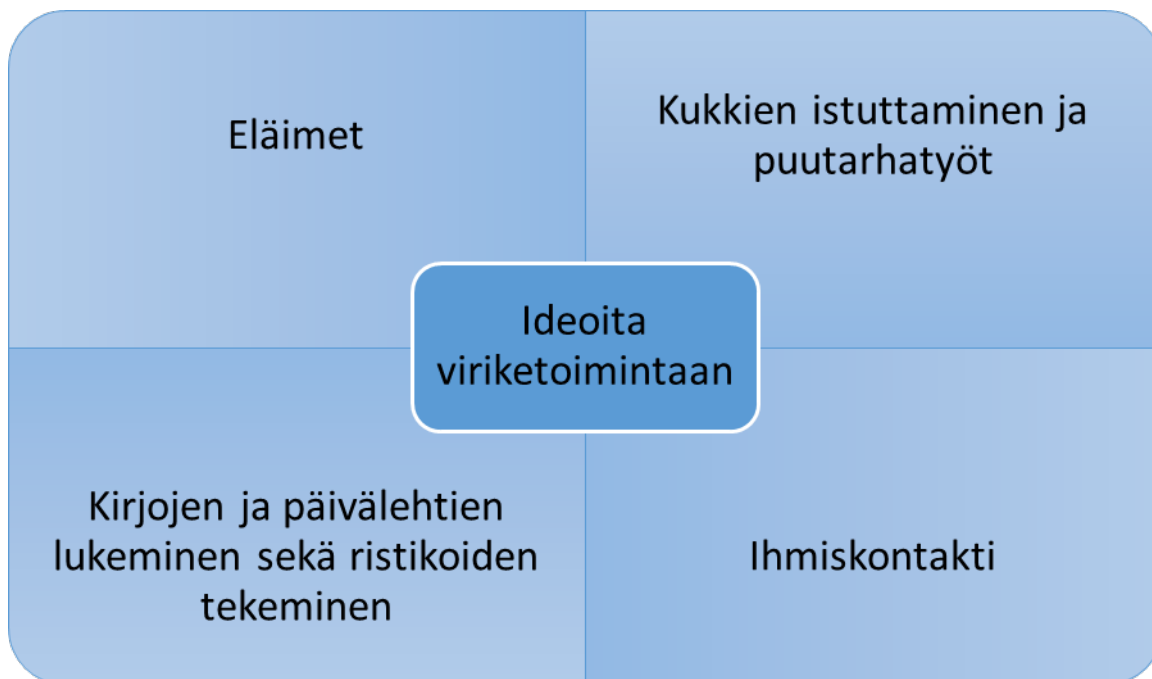 Eläimet
Kukkien istuttaminen ja
puutarhatyöt
Ideoita
viriketoimintaan
Kirjojen ja päivälehtien
lukeminen sekä ristikoiden
tekeminen
Ihmiskontakti